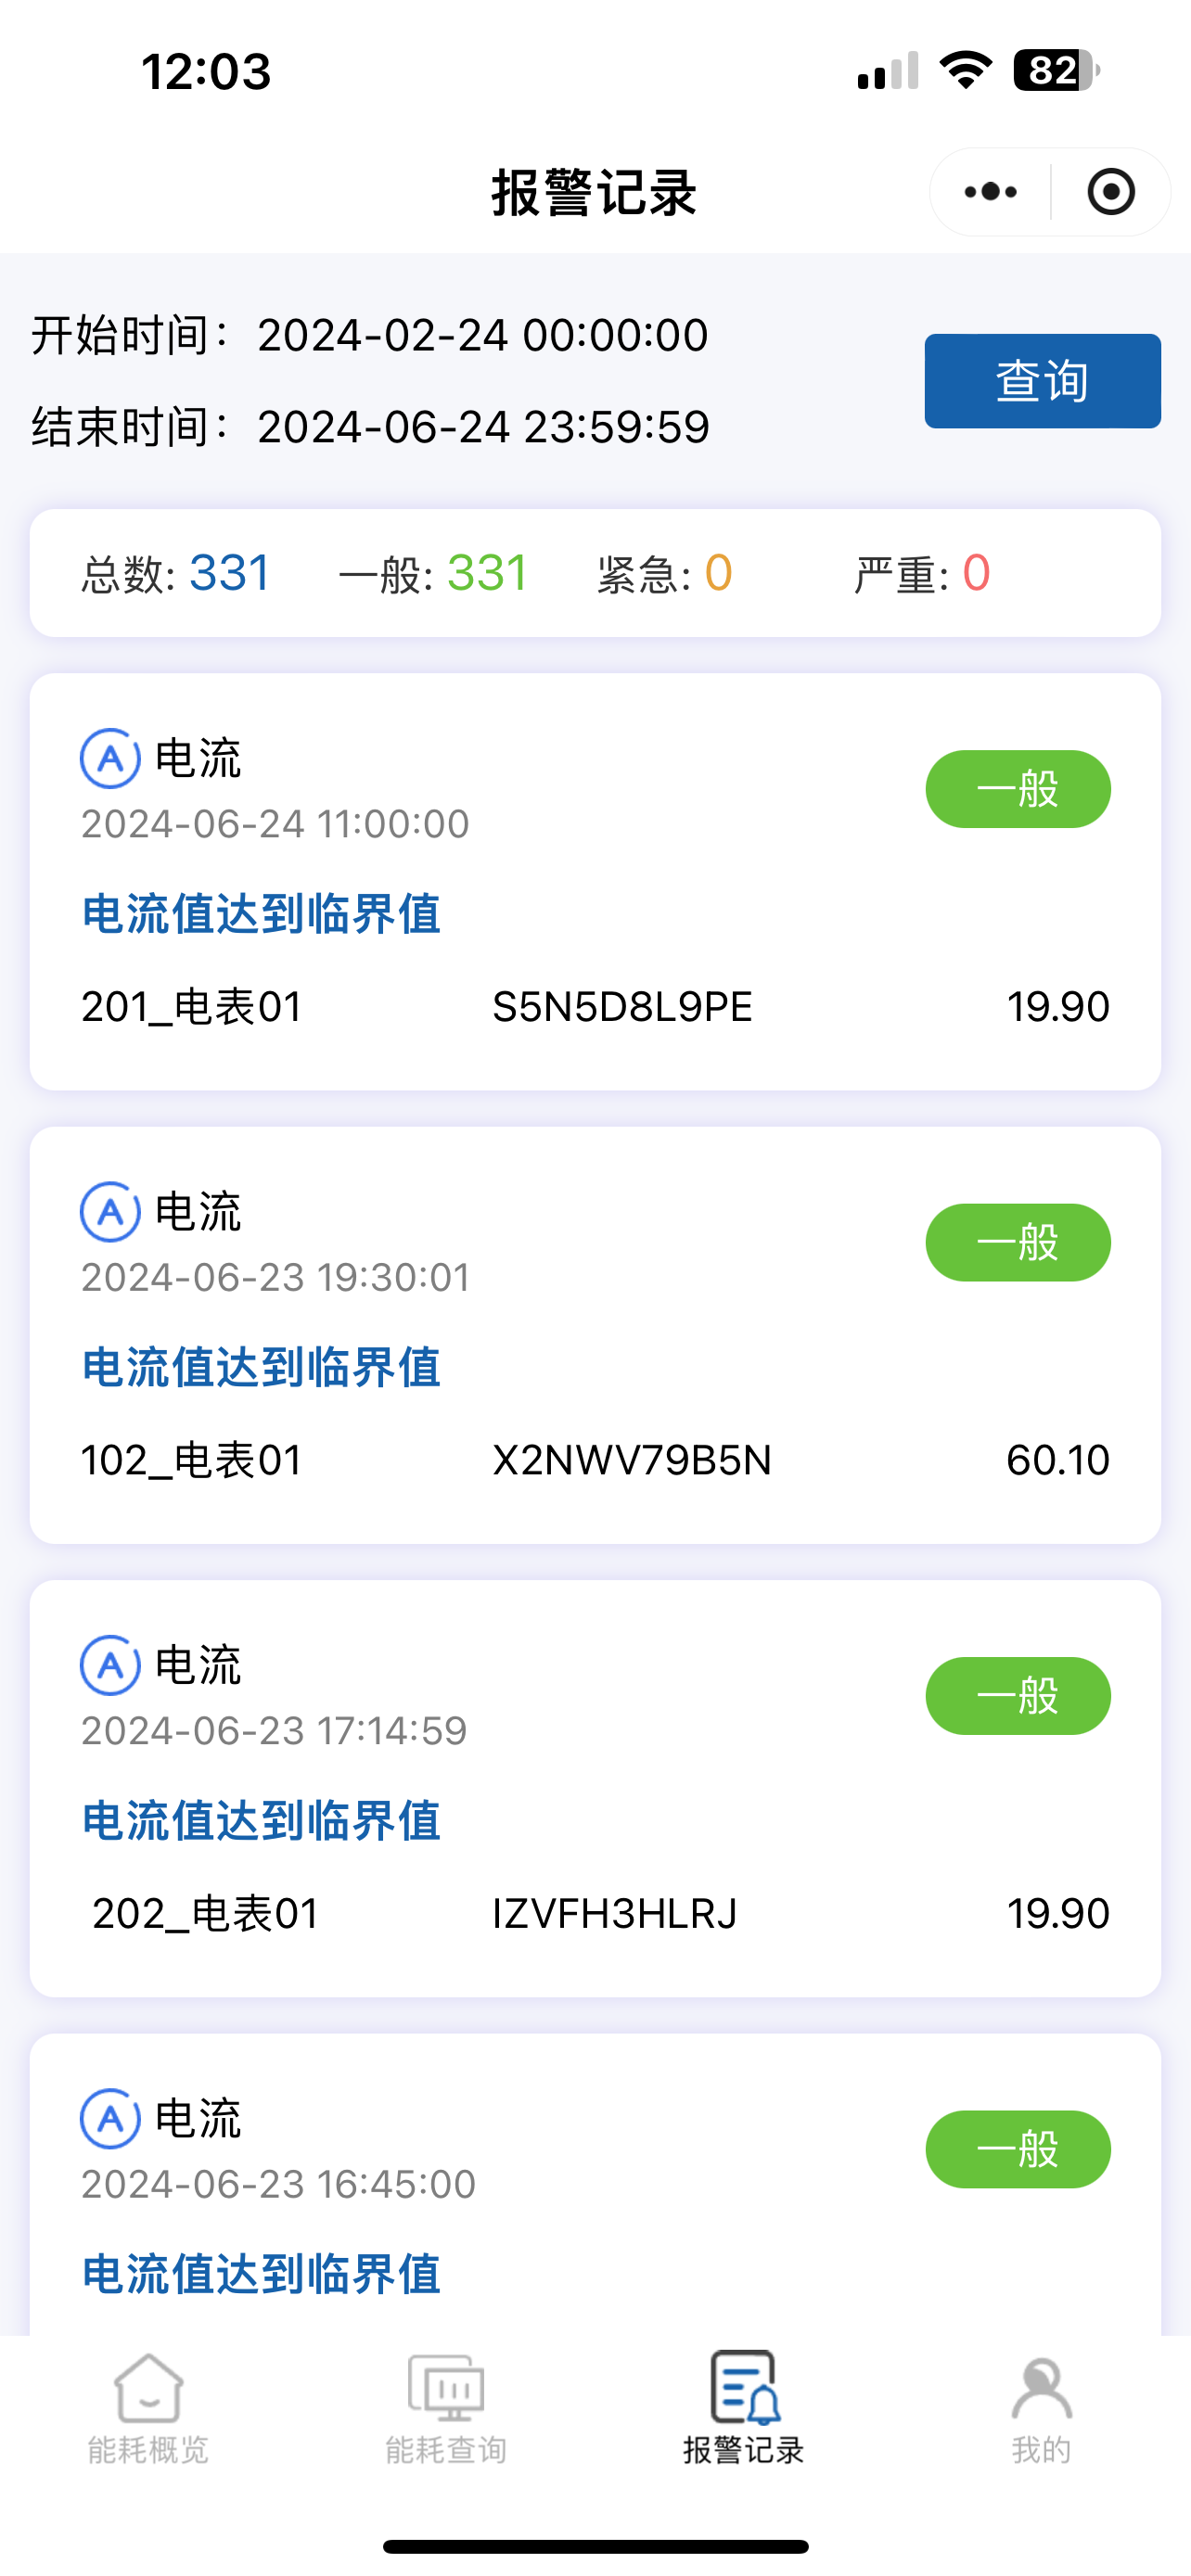 12:03
82
报警记录
开始时间： 2024-02-24 00:00:00
查询
结束时间： 2024-06-24 23:59:59
总数: 331 一般: 331 紧急: 0 严重: 0
A 电流
一般
2024-06-24 11:00:00
电流值达到临界值
201_电表01 S5N5D8L9PE 19.90
A 电流
一般
2024-06-23 19:30:01
电流值达到临界值
102_电表01 X2NWV79B5N 60.10
A 电流
一般
2024-06-23 17:14:59
电流值达到临界值
202_电表01 IZVFH3HLRJ 19.90
A 电流
一般
2024-06-23 16:45:00
电流值达到临界值
能耗概览 能耗查询 报警记录 我的